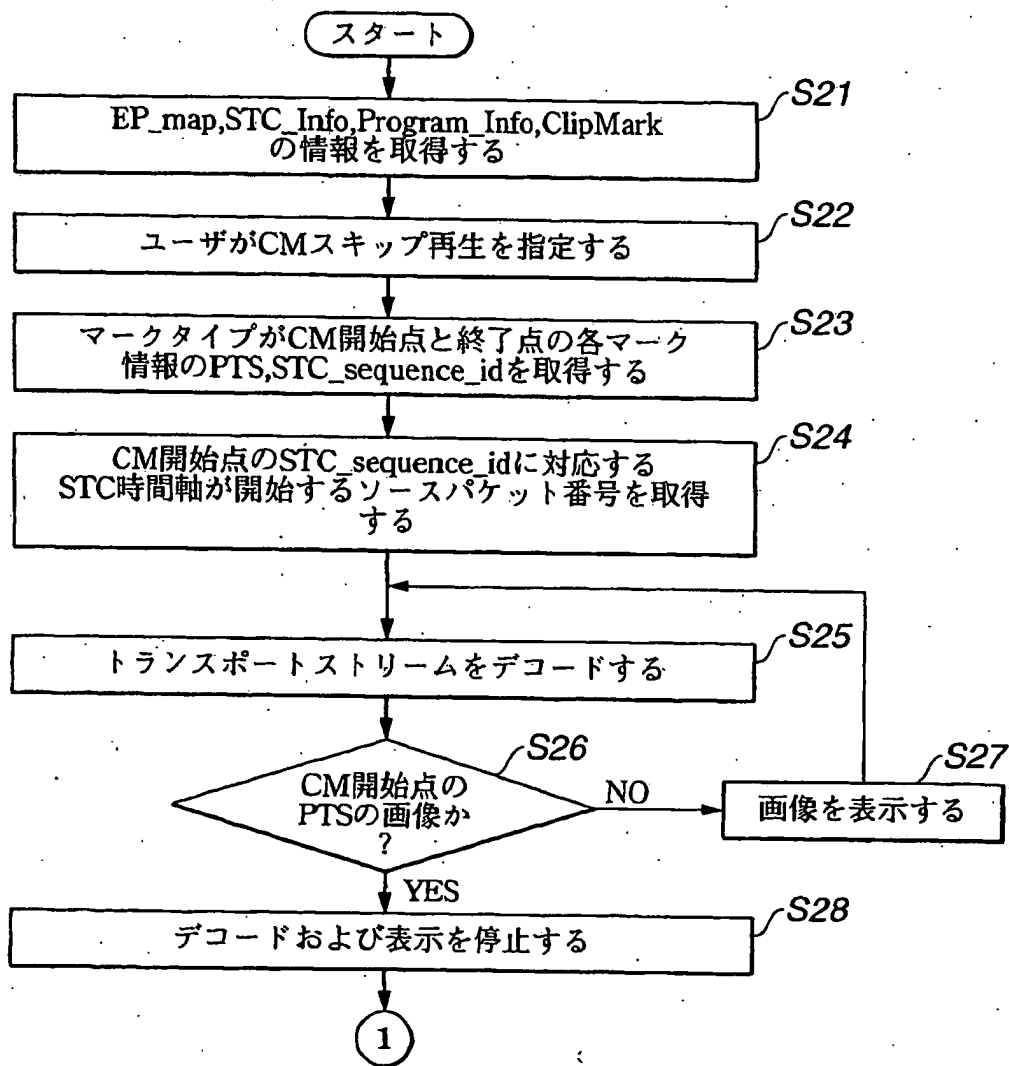 スタート
S21
EP_map,STC_Info,Program_Info,ClipMark
の情報を取得する
S22
ユーザがCMスキップ再生を指定する
S23
マークタイプがCM開始点と終了点の各マーク
情報のPTS,STC_sequence_idを取得する
S24
CM開始点のSTC_sequence_idに対応する
STC時間軸が開始するソースパケット番号を取得
する
S25
トランスポートストリームをデコードする
S26
CM開始点の
PTSの画像か
?
NO
S27
画像を表示する
YES
S28
デコードおよび表示を停止する
1